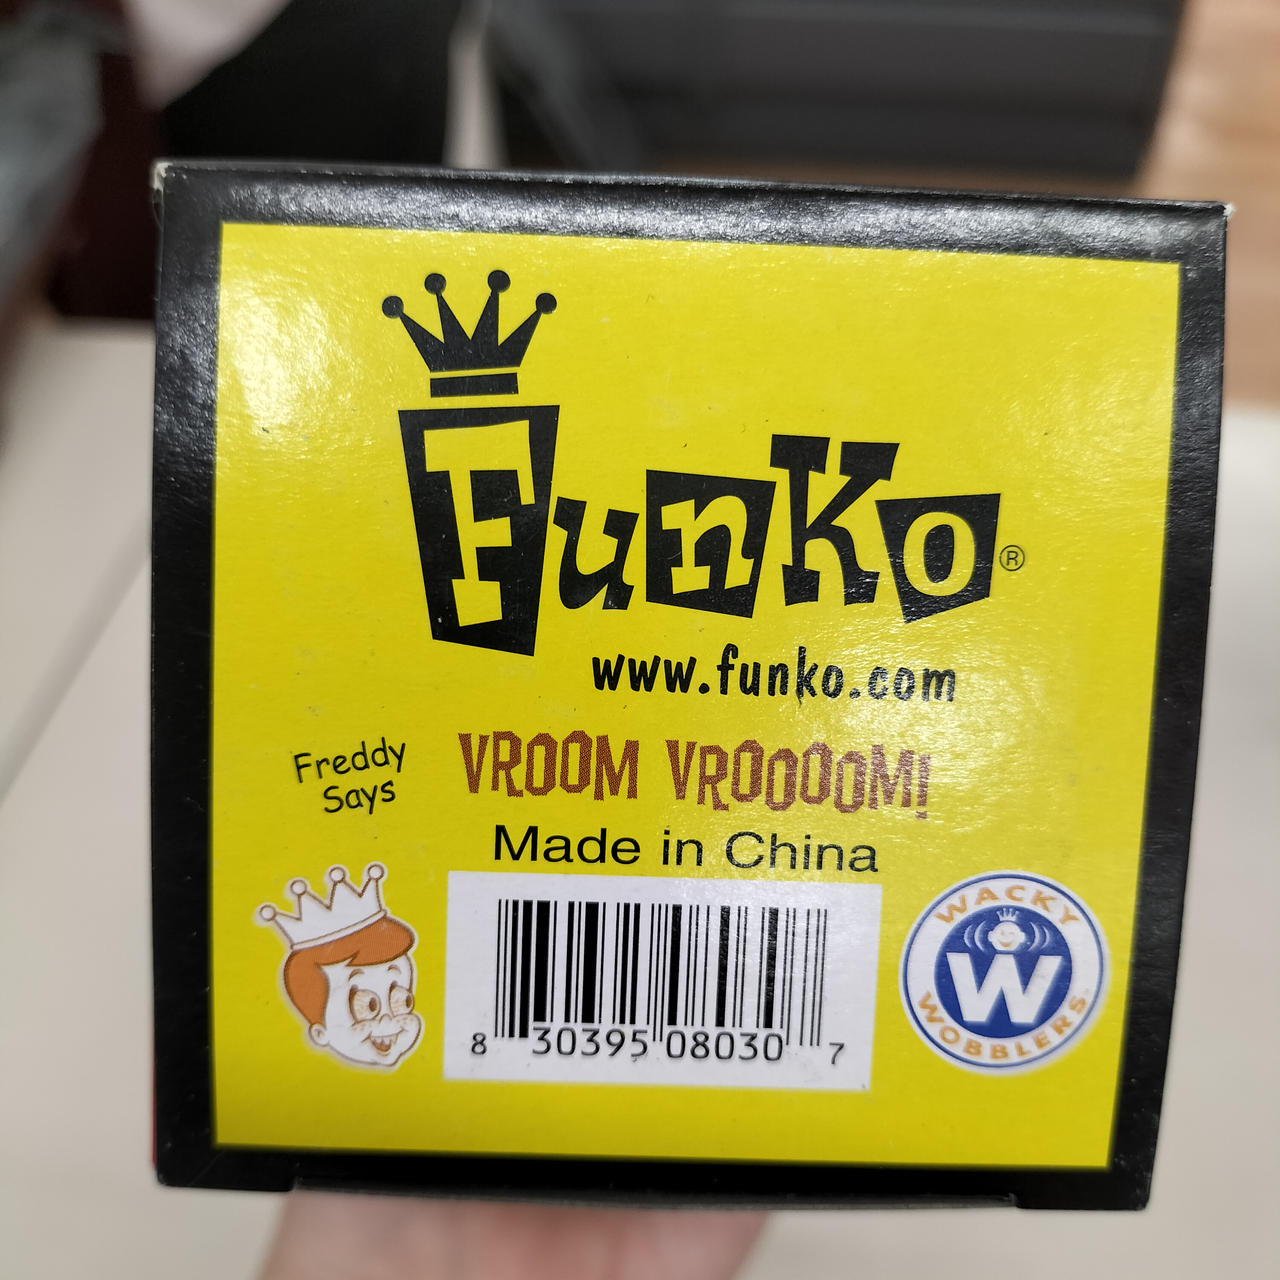 Funko®
www.funko.com
Freddy
Says
VROOM VROOOOM!
Made in China
8 30395 08030 7
WACKY
W
WOBBLERS